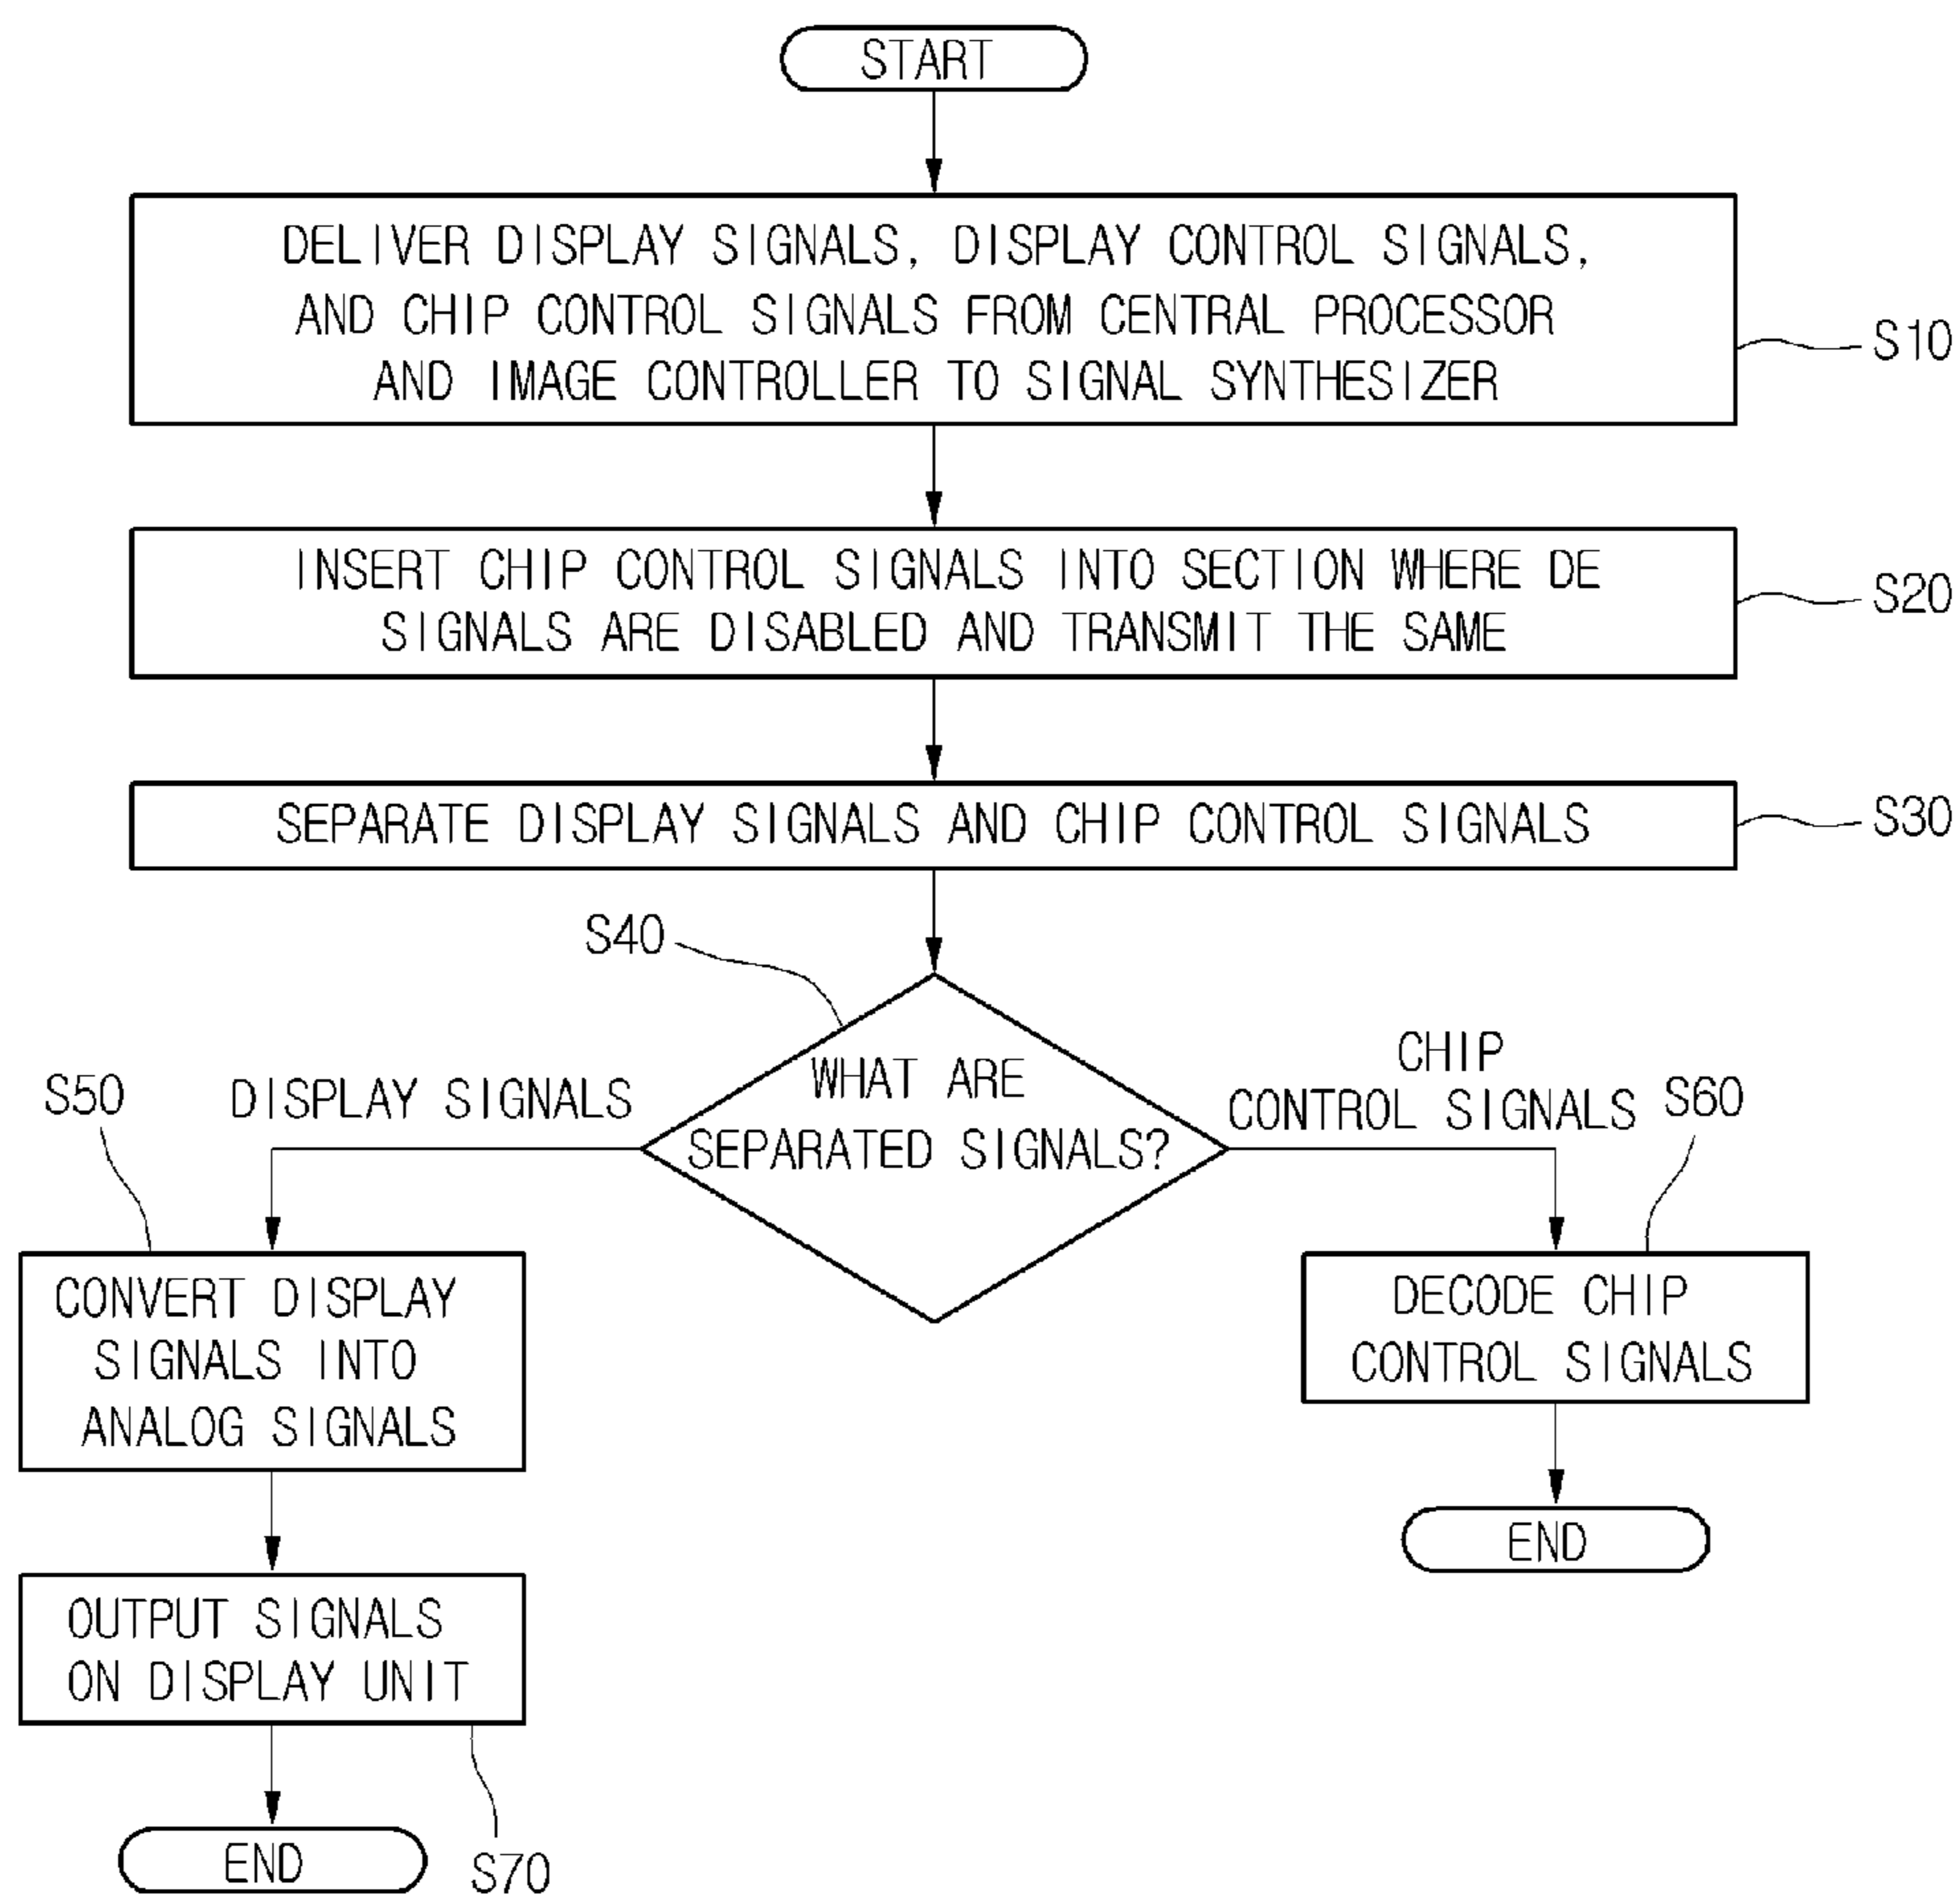 START
DELIVER DISPLAY SIGNALS, DISPLAY CONTROL SIGNALS,
AND CHIP CONTROL SIGNALS FROM CENTRAL PROCESSOR
AND IMAGE CONTROLLER TO SIGNAL SYNTHESIZER
S10
INSERT CHIP CONTROL SIGNALS INTO SECTION WHERE DE
SIGNALS ARE DISABLED AND TRANSMIT THE SAME
S20
SEPARATE DISPLAY SIGNALS AND CHIP CONTROL SIGNALS
S30
S40
WHAT ARE
SEPARATED SIGNALS?
S50
DISPLAY SIGNALS
CHIP
CONTROL SIGNALS
S60
CONVERT DISPLAY
SIGNALS INTO
ANALOG SIGNALS
DECODE CHIP
CONTROL SIGNALS
END
OUTPUT SIGNALS
ON DISPLAY UNIT
END
S70